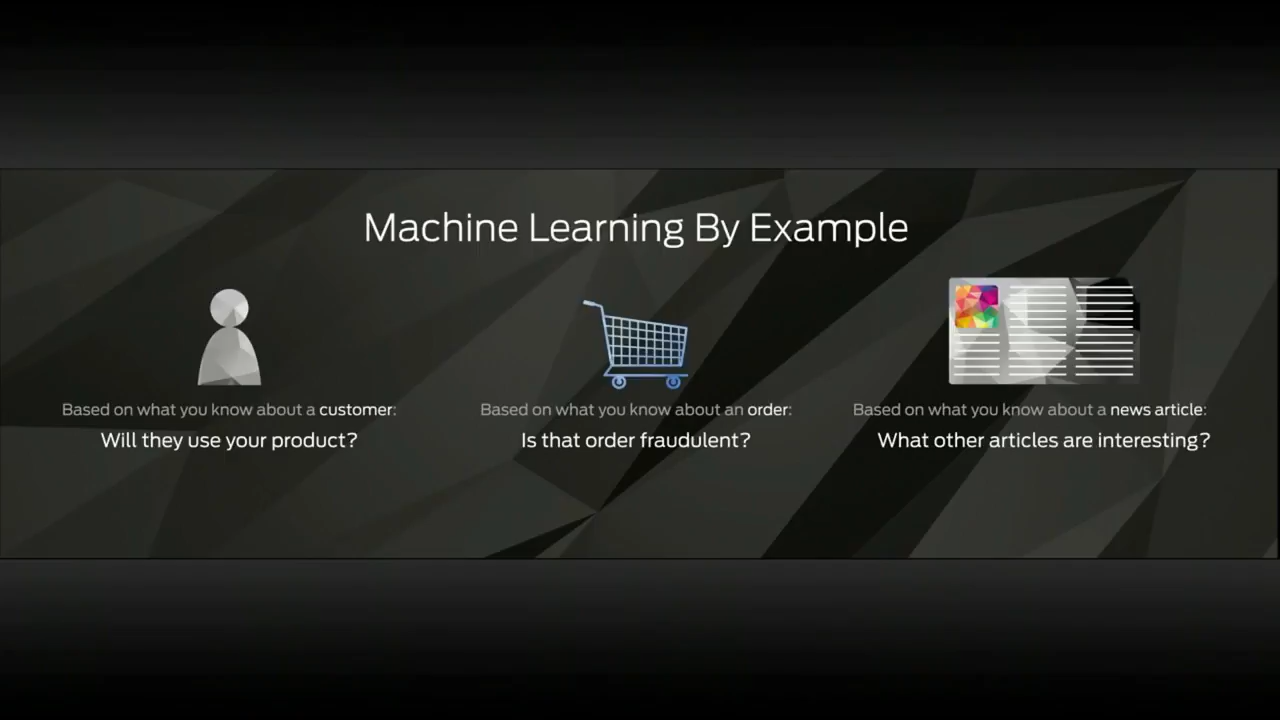 Machine Learning By Example
Based on what you know about a customer:
Will they use your product?
Based on what you know about an order:
Is that order fraudulent?
Based on what you know about a news article:
What other articles are interesting?